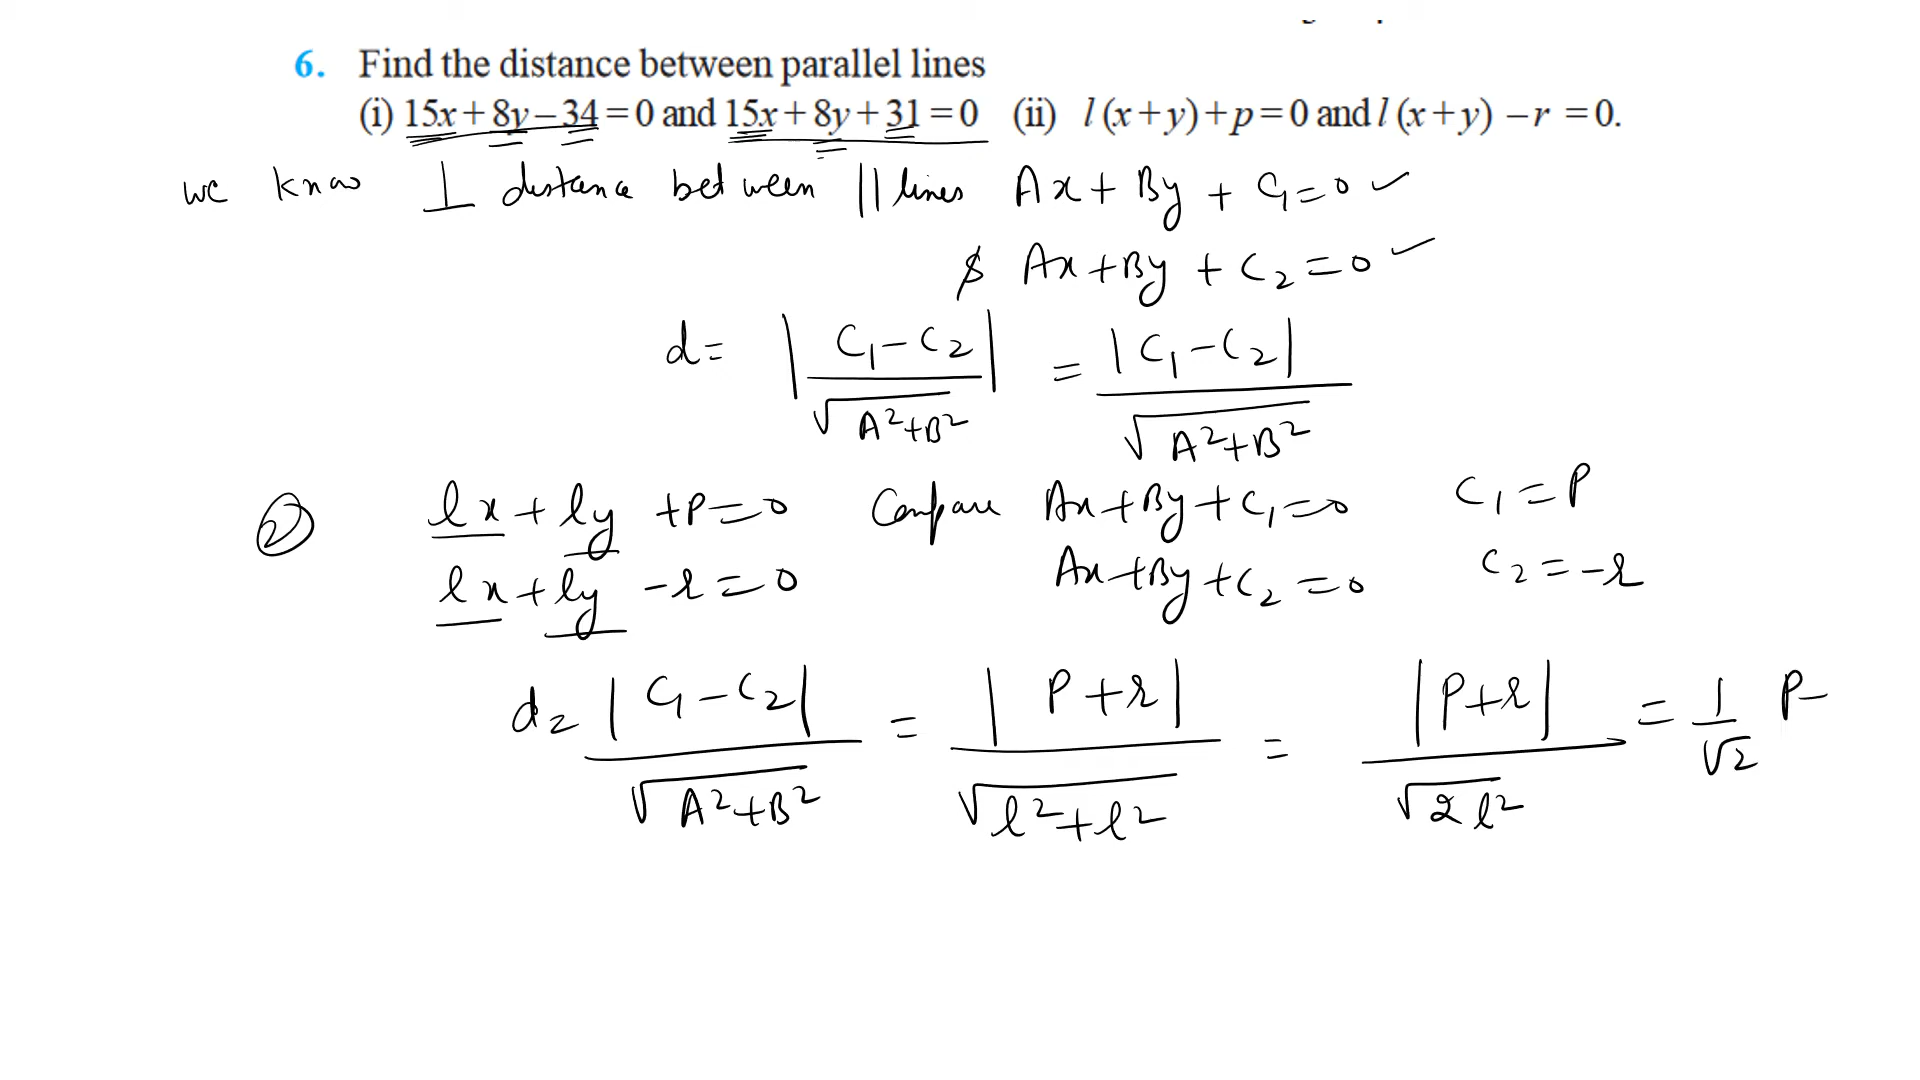 6. Find the distance between parallel lines
(i) 15x+8y−34=0 and 15x+8y+31=0 (ii) l(x+y)+p=0 and l(x+y)−r=0.
we know ⊥ distance between || lines Ax + By + C₁=0 ✓
& Ax+By + C₂=0 ✓
d= |C₁−C₂ / √A²+B²| = |C₁−C₂| / √A²+B²
② lx+ly+p=0 Compare Ax+By+C₁=0 C₁=P
lx+ly−r=0 Ax+By+C₂=0 C₂=−r
d= |C₁−C₂| / √A²+B² = |P+r| / √l²+l² = |P+r| / √2l² = 1/√2 P